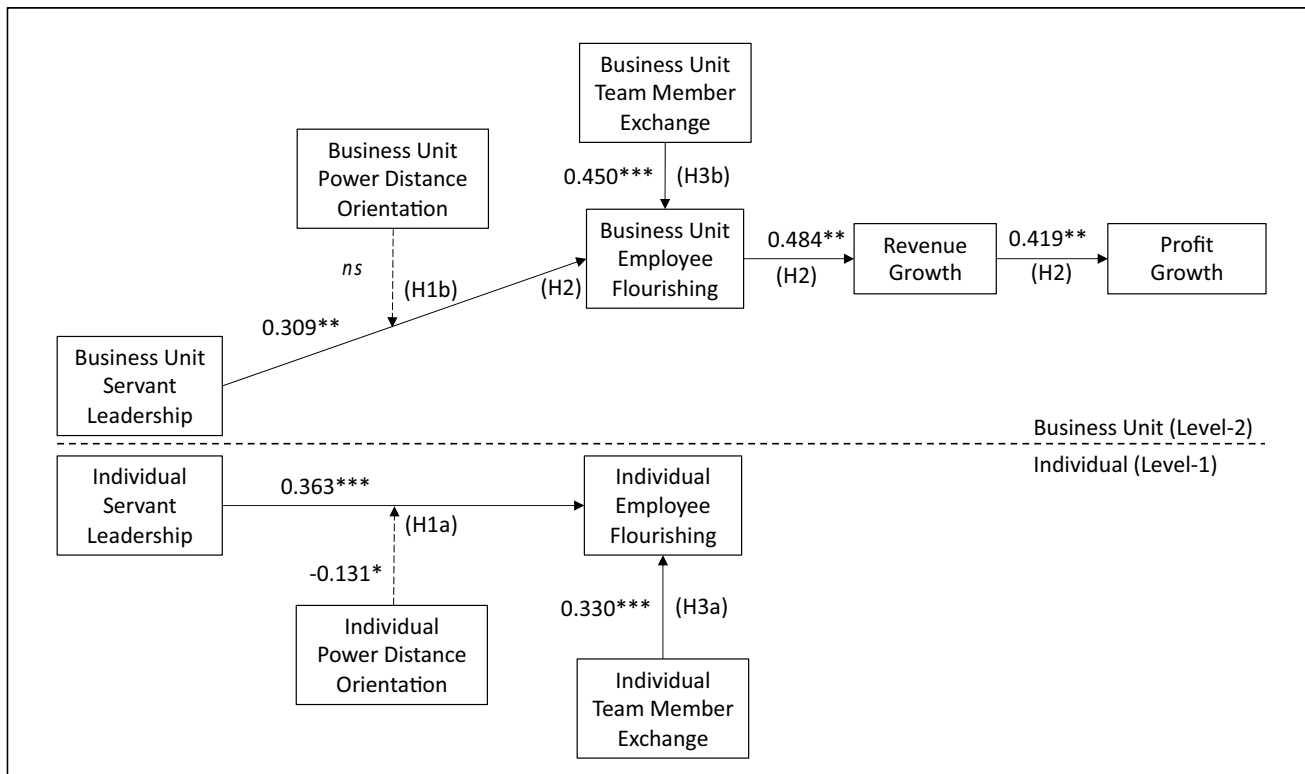 Business Unit
Team Member
Exchange
Business Unit
Power Distance
Orientation
0.450***
(H3b)
Business Unit
Employee
Flourishing
0.484**
(H2)
Revenue
Growth
0.419**
(H2)
Profit
Growth
ns
(H1b)
(H2)
0.309**
Business Unit
Servant
Leadership
Business Unit (Level-2)
Individual (Level-1)
Individual
Servant
Leadership
0.363***
(H1a)
Individual
Employee
Flourishing
-0.131*
0.330***
(H3a)
Individual
Power Distance
Orientation
Individual
Team Member
Exchange